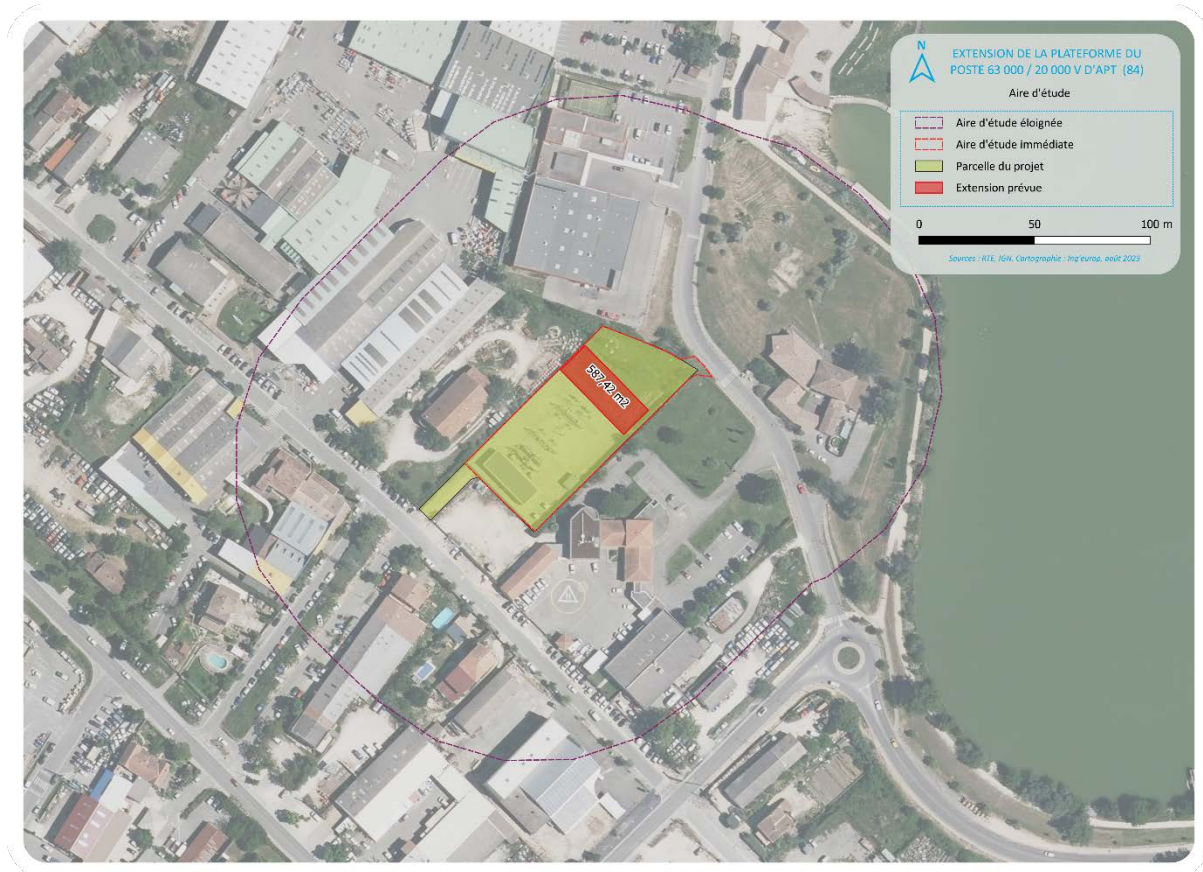 N
EXTENSION DE LA PLATEFORME DU
POSTE 63 000 / 20 000 V D'APT (84)
Aire d'étude
Aire d'étude éloignée
Aire d'étude immédiate
Parcelle du projet
Extension prévue
0 50 100 m
Sources : RTE, IGN. Cartographie : Ing'europ, août 2023
587,42 m2